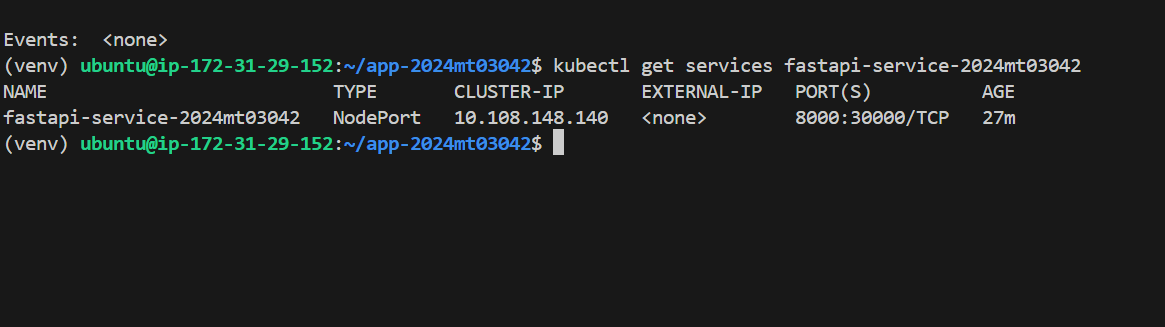 Events:  <none>
(venv) ubuntu@ip-172-31-29-152:~/app-2024mt03042$ kubectl get services fastapi-service-2024mt03042
NAME                          TYPE       CLUSTER-IP       EXTERNAL-IP   PORT(S)          AGE
fastapi-service-2024mt03042   NodePort   10.108.148.140   <none>        8000:30000/TCP   27m
(venv) ubuntu@ip-172-31-29-152:~/app-2024mt03042$